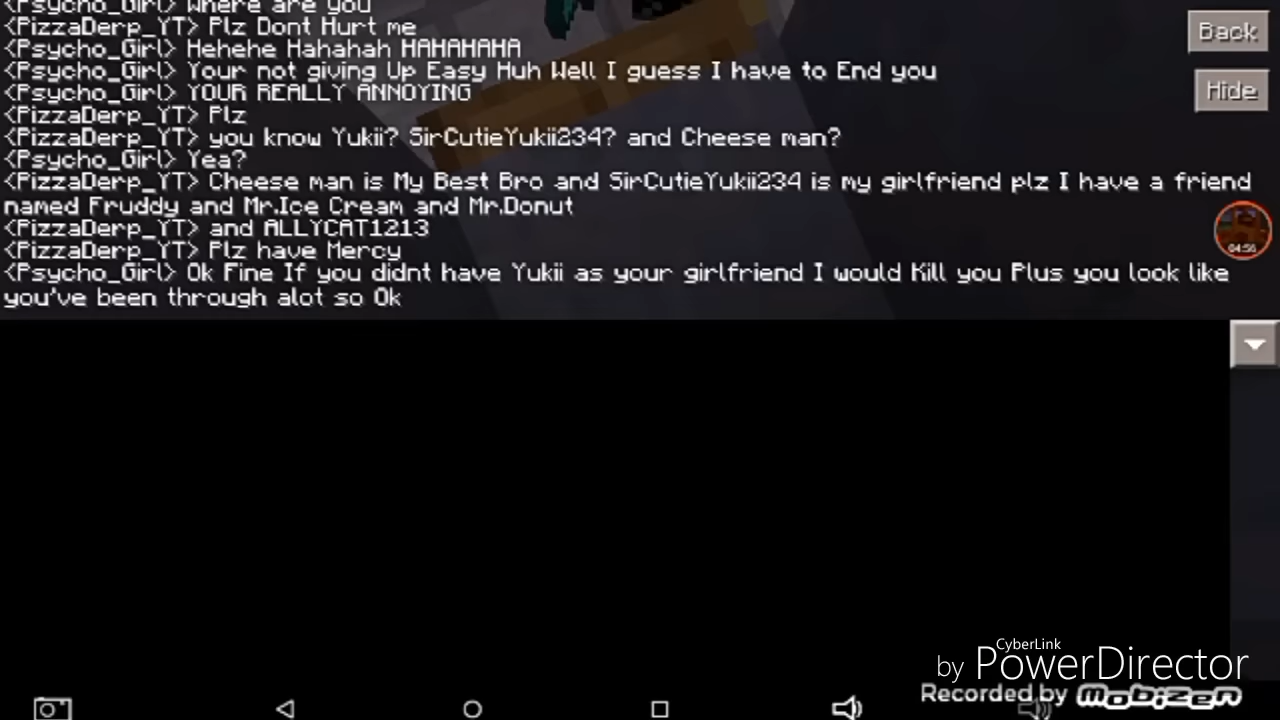 <Psycho_Girl> Where are you
<PizzaDerp_YT> Plz Dont Hurt me
<Psycho_Girl> Hehehe Hahahah HAHAHAHA
<Psycho_Girl> Your not giving Up Easy Huh Well I guess I have to End you
<Psycho_Girl> YOUR REALLY ANNOYING
<PizzaDerp_YT> Plz
<PizzaDerp_YT> you know Yukii? SirCutieYukii234? and Cheese man?
<Psycho_Girl> Yea?
<PizzaDerp_YT> Cheese man is My Best Bro and SirCutieYukii234 is my girlfriend plz I have a friend
named Fruddy and Mr.Ice Cream and Mr.Donut
<PizzaDerp_YT> and ALLYCAT1213
<PizzaDerp_YT> Plz have Mercy
<Psycho_Girl> Ok Fine If you didnt have Yukii as your girlfriend I would Kill you Plus you look like
you've been through alot so Ok
Back
Hide
04:56
CyberLink
by PowerDirector
Recorded by mobizen